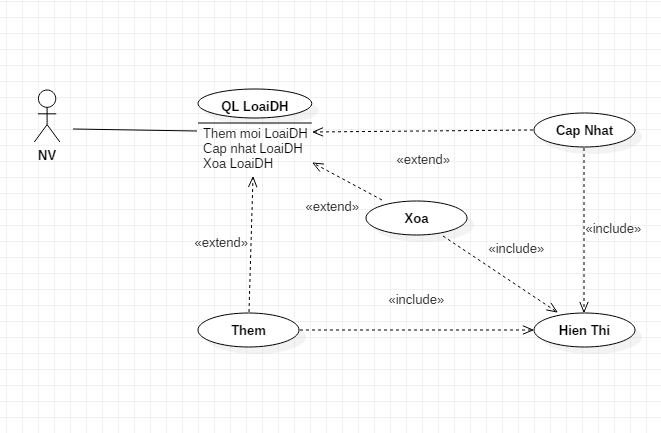 NV
QL LoaiDH
Them moi LoaiDH
Cap nhat LoaiDH
Xoa LoaiDH
Cap Nhat
«extend»
«extend»
Xoa
«include»
«extend»
«include»
«include»
Them
Hien Thi